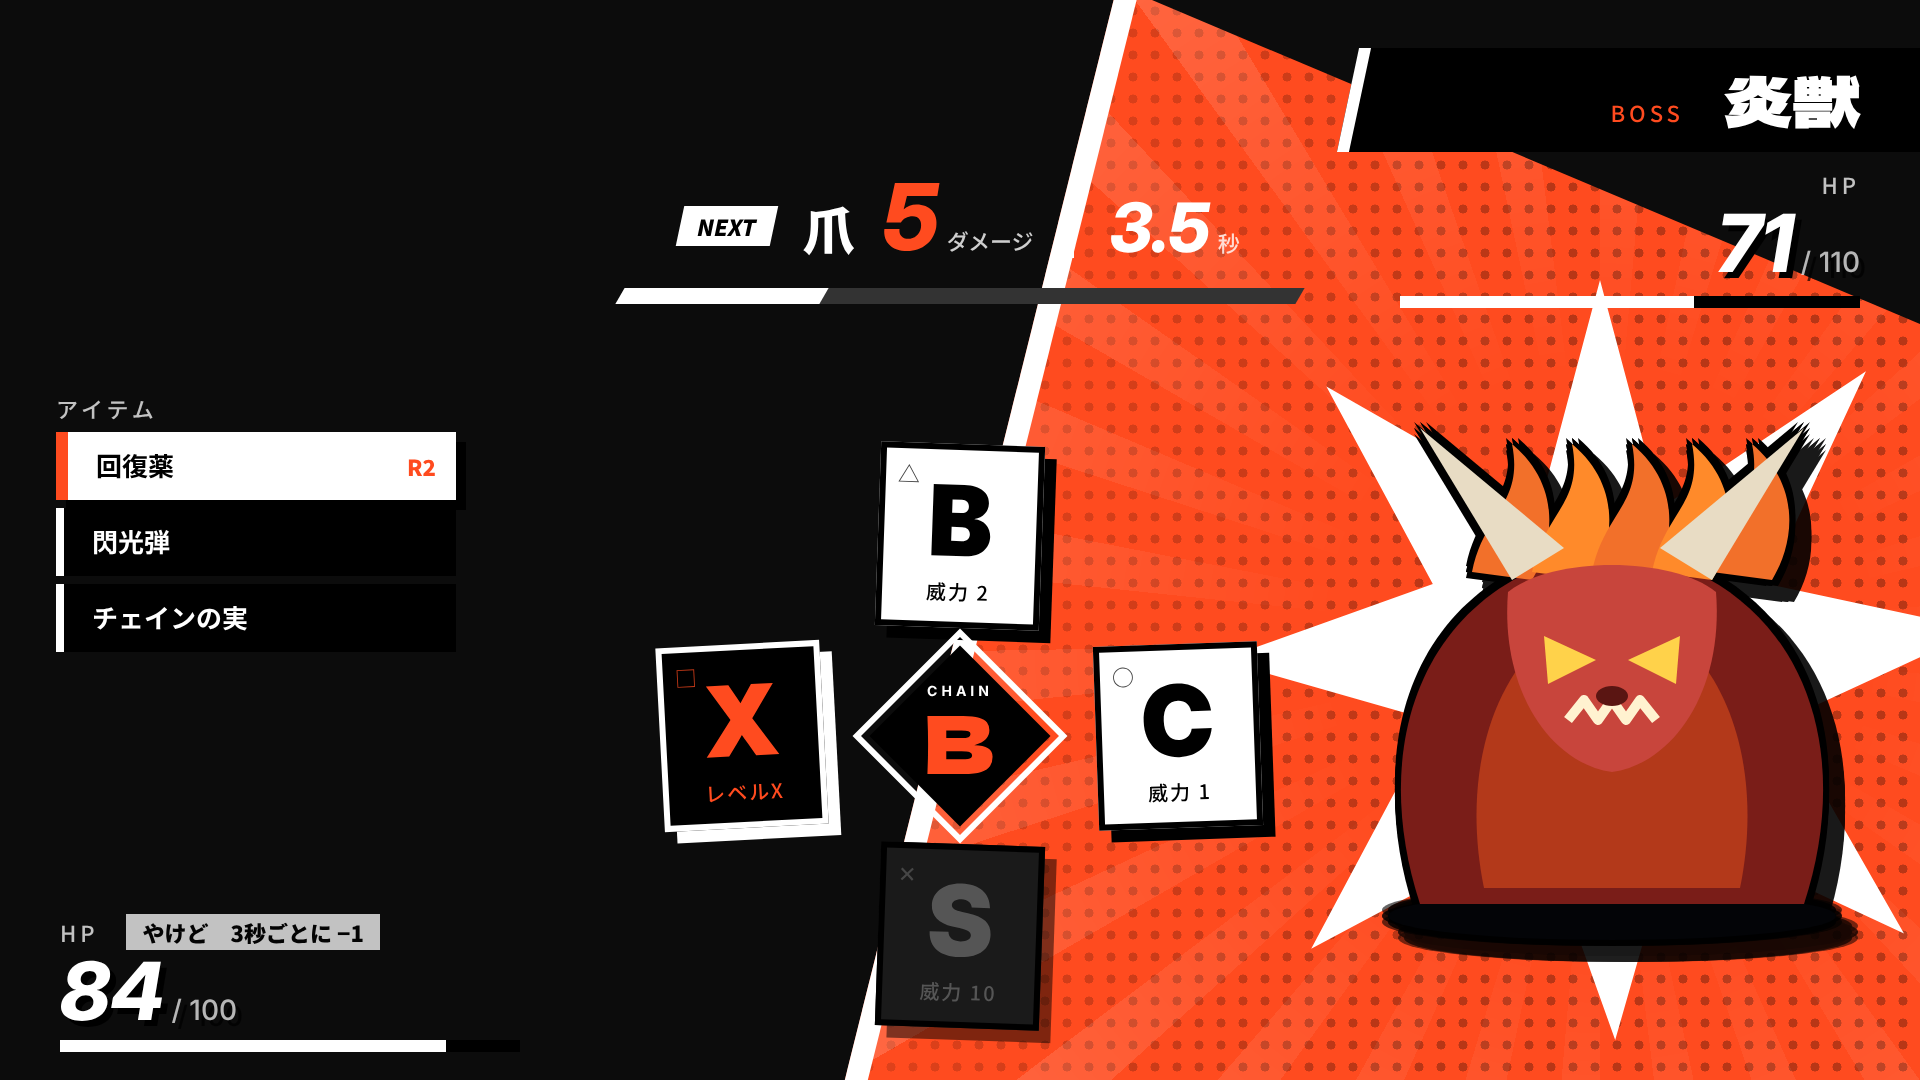 BOSS 炎獣
HP
71 / 110
NEXT 爪 5 ダメージ 3.5 秒
アイテム
回復薬 R2
閃光弾
チェインの実
△
B
威力 2
□
X
レベルX
CHAIN
B
○
C
威力 1
×
S
威力 10
HP やけど 3秒ごとに −1
84 / 100